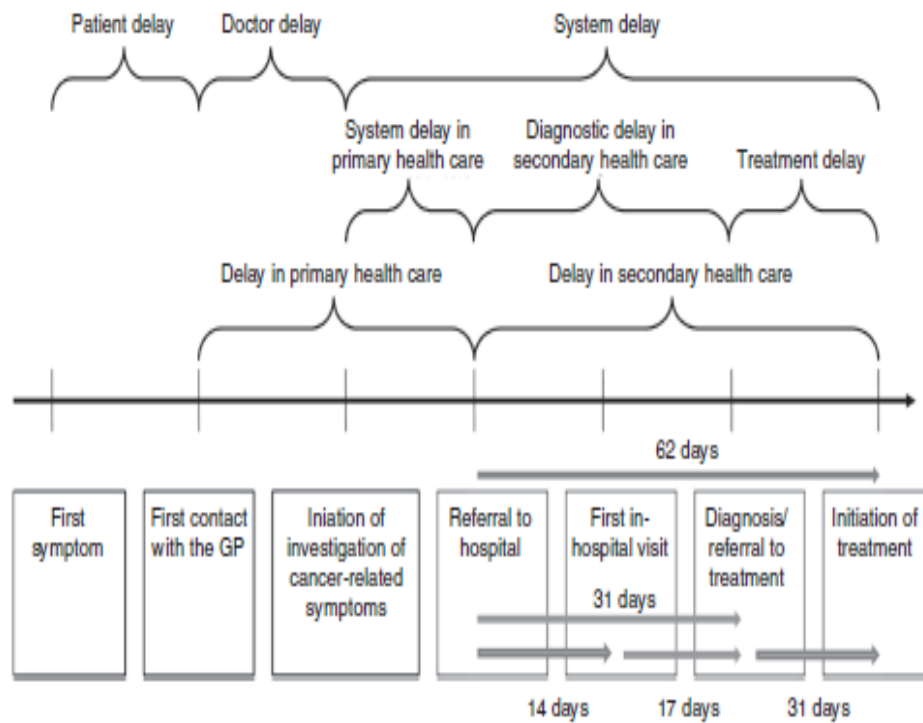 Patient delay
Doctor delay
System delay
System delay in
primary health care
Diagnostic delay in
secondary health care
Treatment delay
Delay in primary health care
Delay in secondary health care
62 days
First
symptom
First contact
with the GP
Iniation of
investigation of
cancer-related
symptoms
Referral to
hospital
First in-
hospital visit
Diagnosis/
referral to
treatment
Initiation of
treatment
31 days
14 days
17 days
31 days